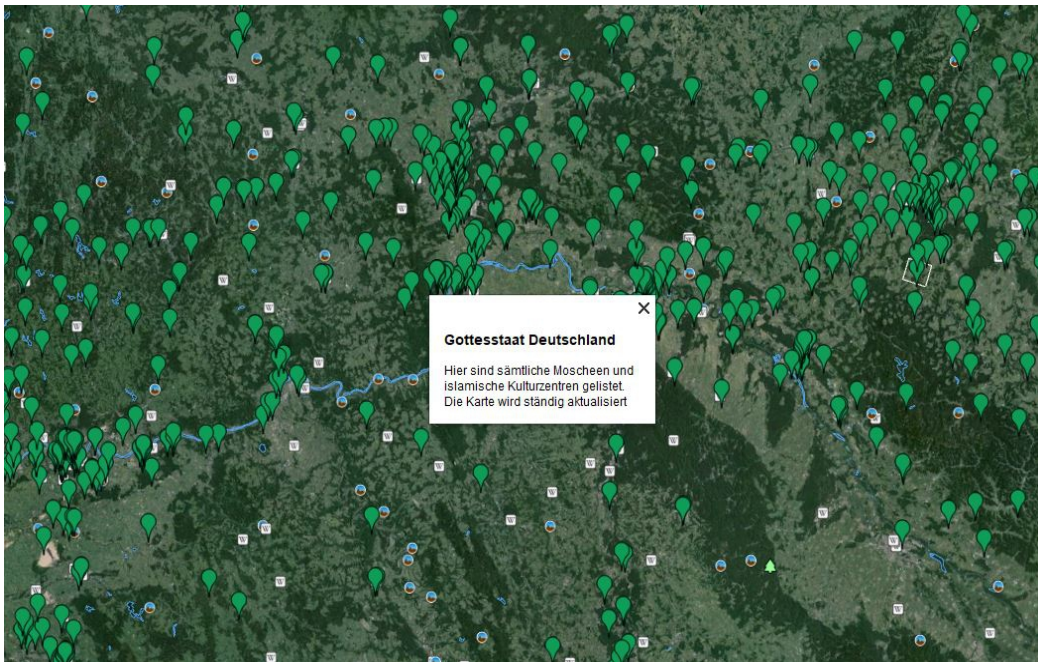 Gottesstaat Deutschland
Hier sind sämtliche Moscheen und
islamische Kulturzentren gelistet.
Die Karte wird ständig aktualisiert